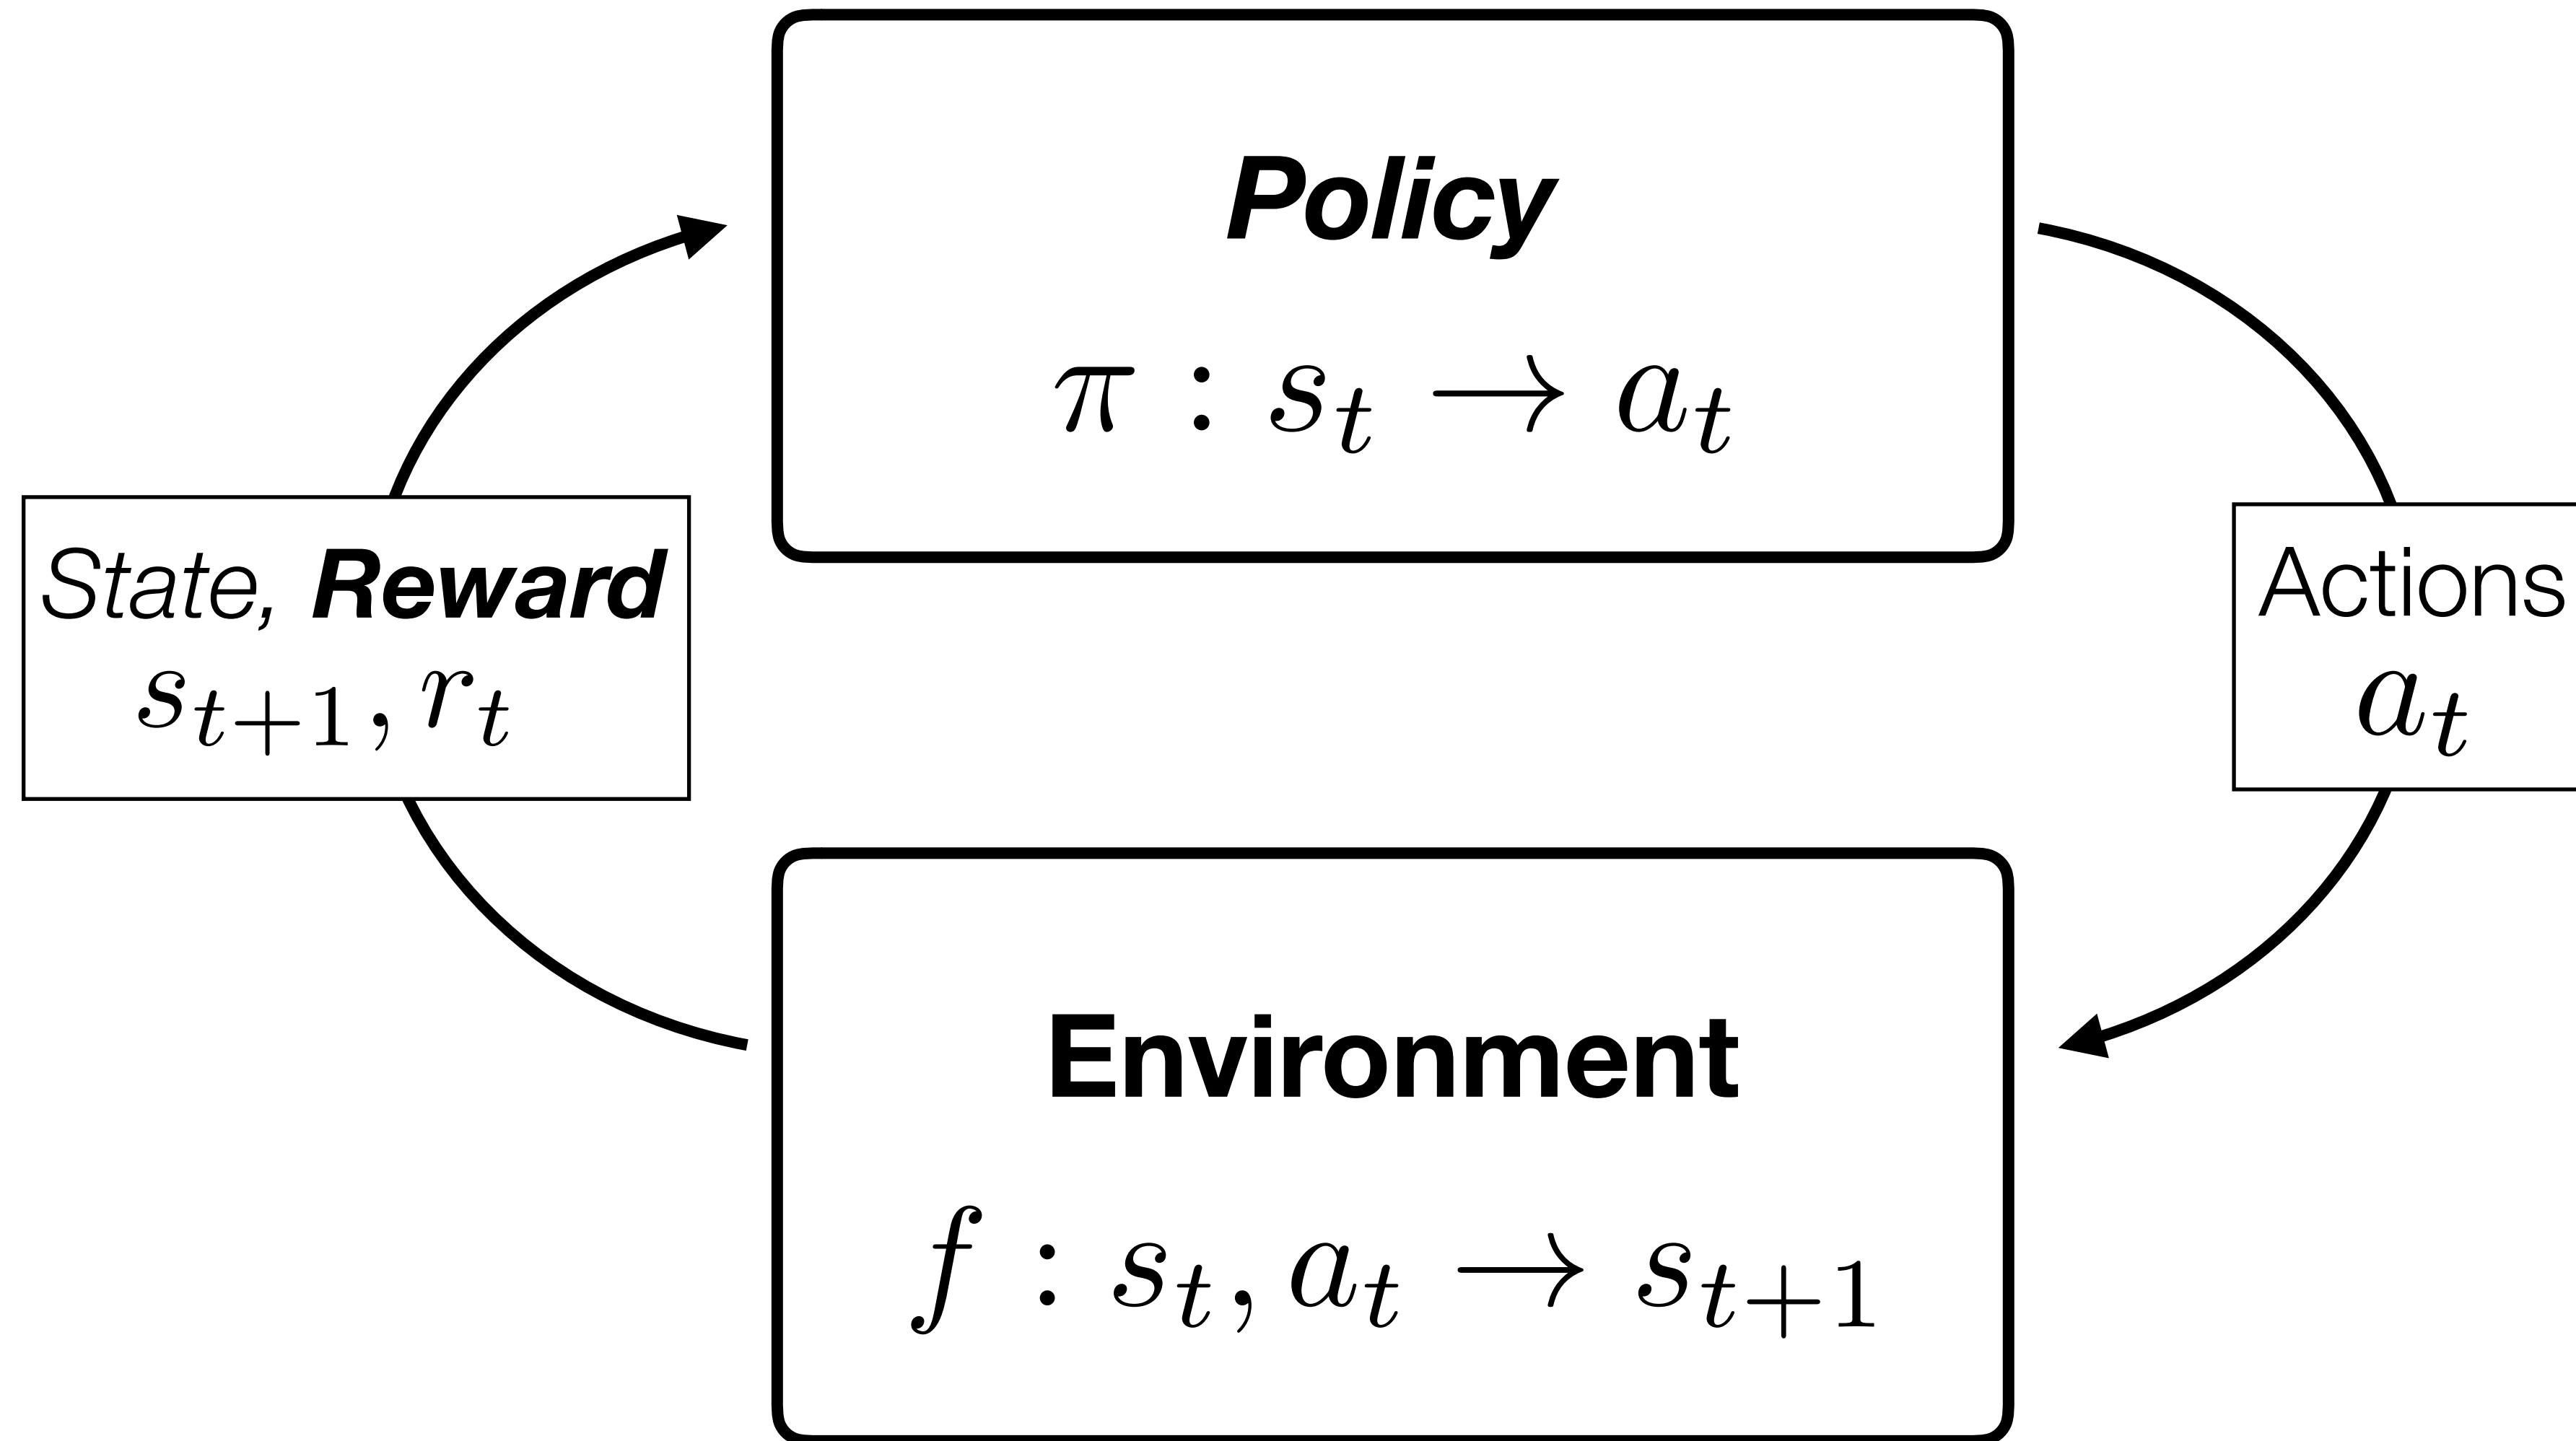 Policy
π : s_t → a_t
State, Reward
s_{t+1}, r_t
Actions
a_t
Environment
f : s_t, a_t → s_{t+1}